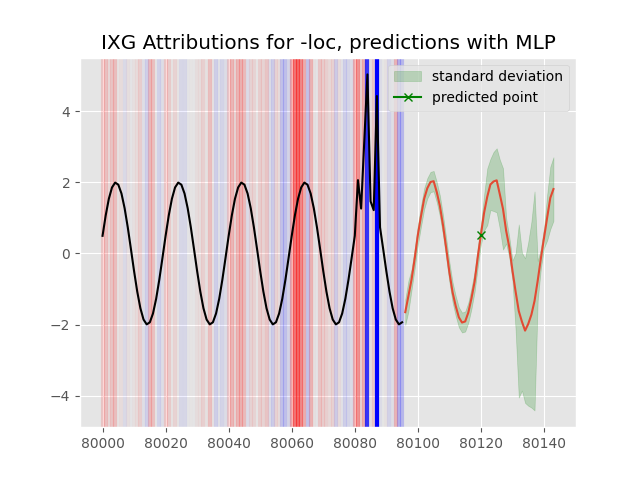 IXG Attributions for -loc, predictions with MLP
standard deviation
predicted point
4
2
0
−2
−4
80000 80020 80040 80060 80080 80100 80120 80140